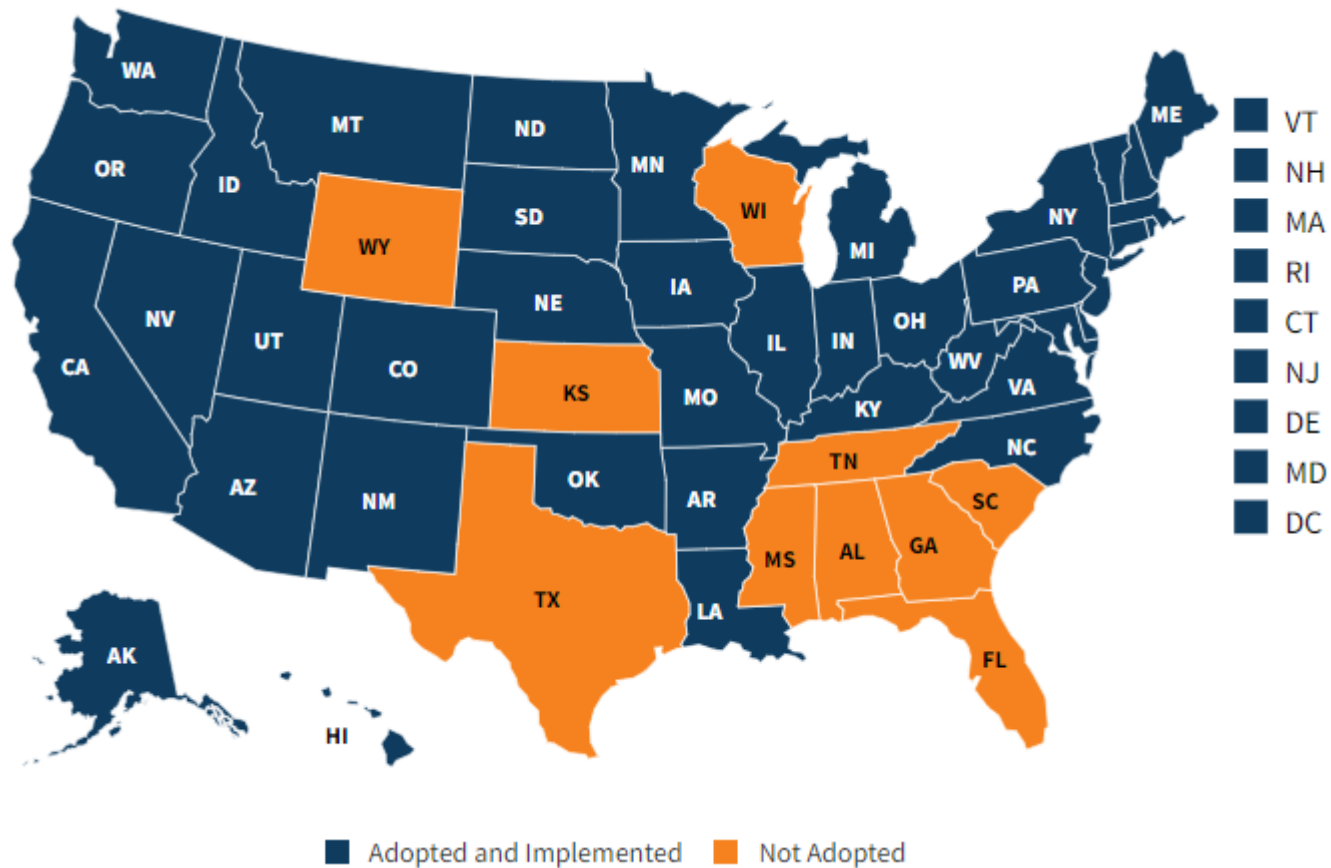 WA
MT
ND
MN
ME
VT
OR
ID
SD
WI
MI
NY
NH
WY
MA
NV
UT
CO
NE
IA
IL
IN
OH
PA
RI
CA
KS
MO
KY
WV
VA
CT
AZ
NM
OK
AR
TN
NC
NJ
TX
LA
MS
AL
GA
SC
DE
FL
MD
AK
HI
DC
Adopted and Implemented
Not Adopted